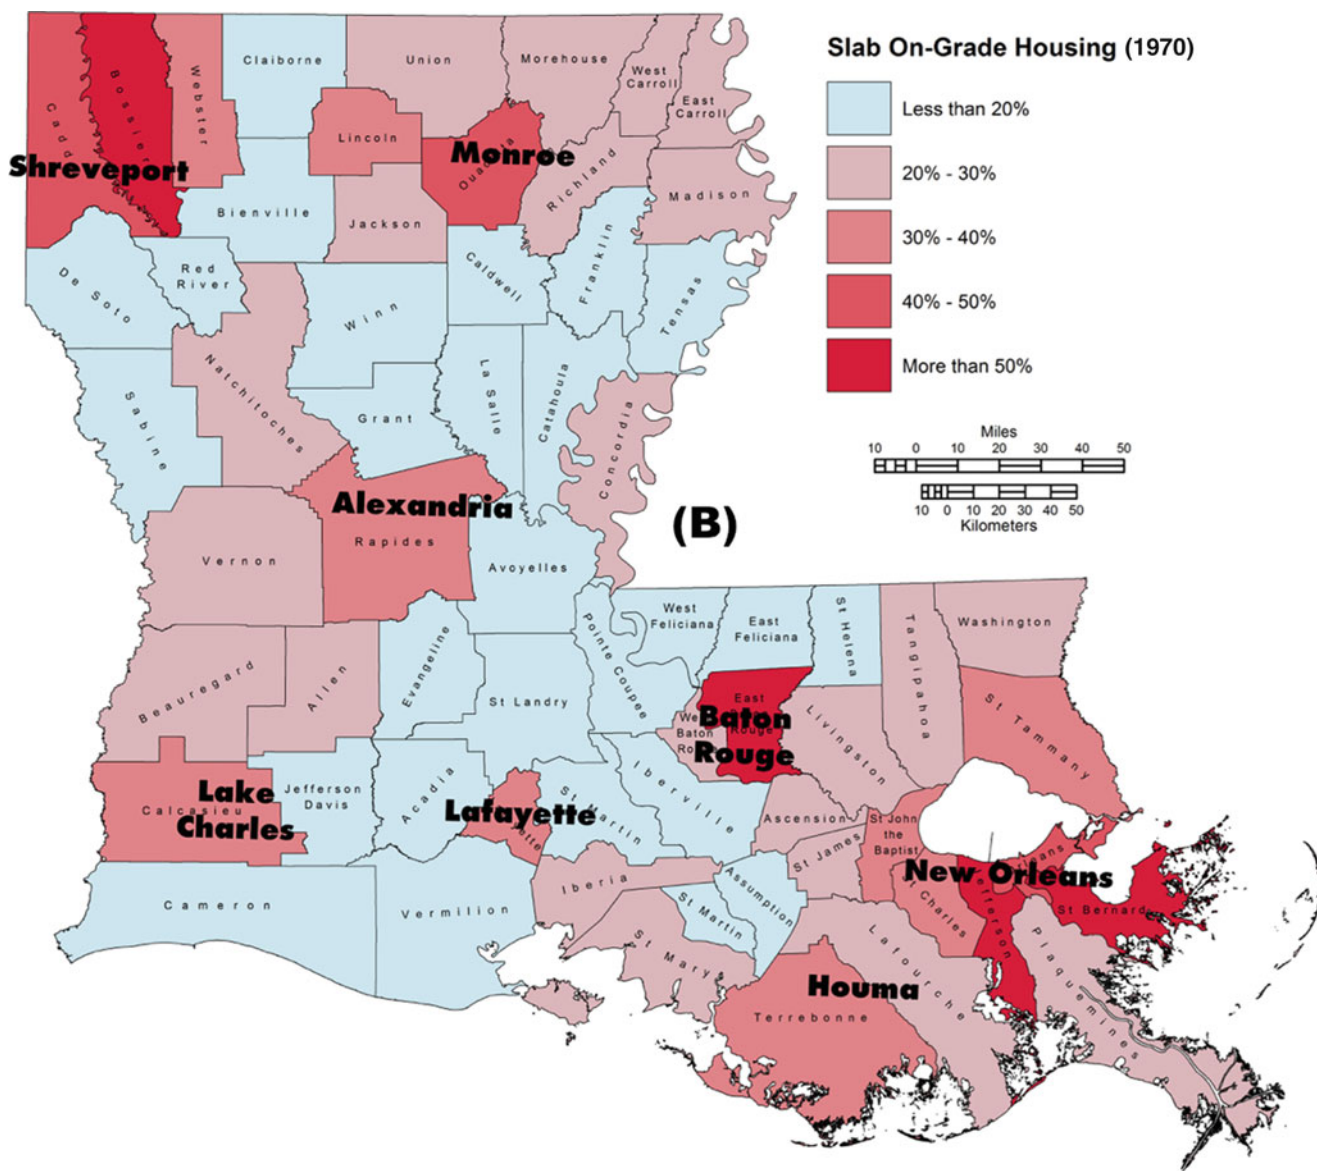 Slab On-Grade Housing (1970)
Less than 20%
20% - 30%
30% - 40%
40% - 50%
More than 50%
Miles
10 0 10 20 30 40 50
10 0 10 20 30 40 50
Kilometers
(B)
Claiborne
Union
Morehouse
West
Carroll
East
Carroll
Bossier
Webster
Lincoln
Shreveport
Monroe
Ouachita
Richland
Madison
Bienville
Jackson
De Soto
Red
River
Caldwell
Franklin
Tensas
Winn
Natchitoches
Sabine
Grant
La Salle
Catahoula
Concordia
Alexandria
Rapides
Vernon
Avoyelles
West
Feliciana
East
Feliciana
St Helena
Tangipahoa
Washington
Beauregard
Allen
Evangeline
St Landry
Pointe Coupee
East
Rouge
Baton
Rouge
Baton
Livingston
St Tammany
Lake
Charles
Calcasieu
Jefferson
Davis
Acadia
Lafayette
St Martin
Iberville
Ascension
St James
St John
the
Baptist
New Orleans
St Charles
Jefferson
St Bernard
Cameron
Vermilion
Iberia
St Martin
Assumption
St Mary
Lafourche
Plaquemines
Houma
Terrebonne